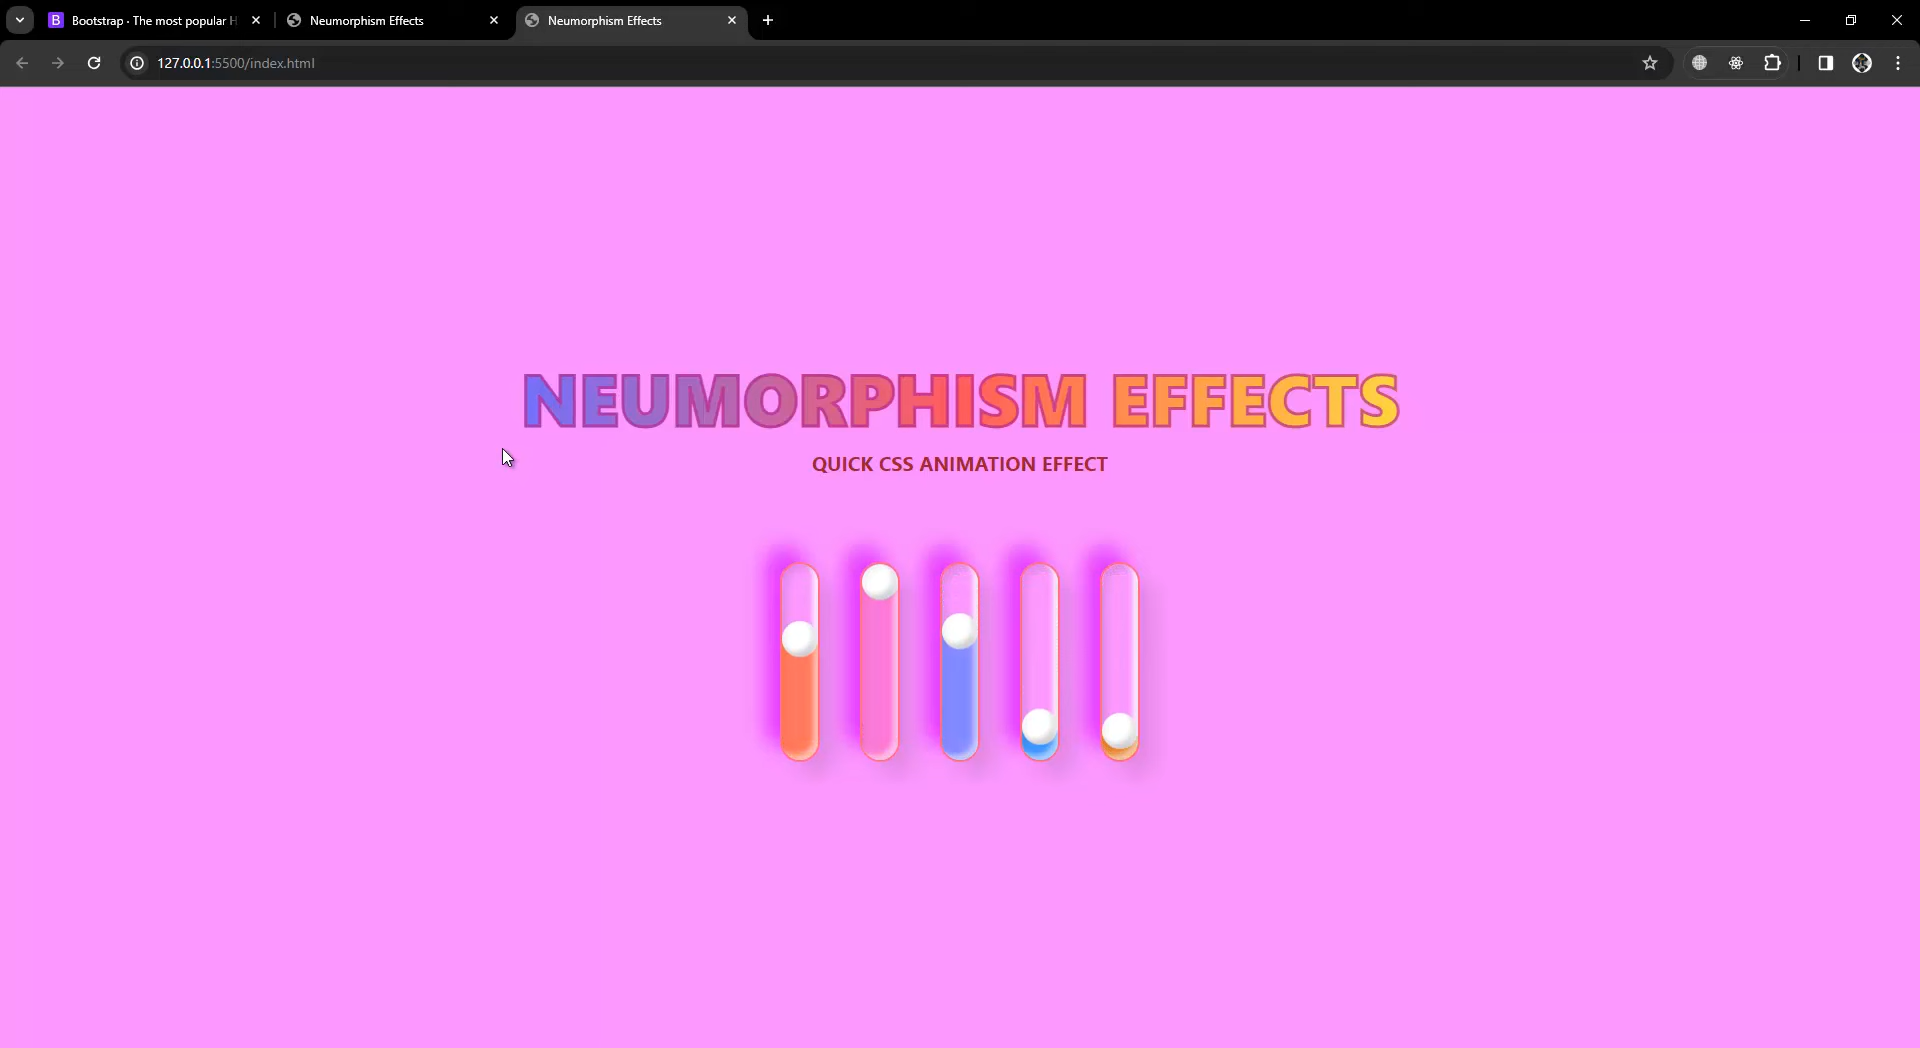 Bootstrap · The most popular H
Neumorphism Effects
Neumorphism Effects
127.0.0.1:5500/index.html
NEUMORPHISM EFFECTS
QUICK CSS ANIMATION EFFECT